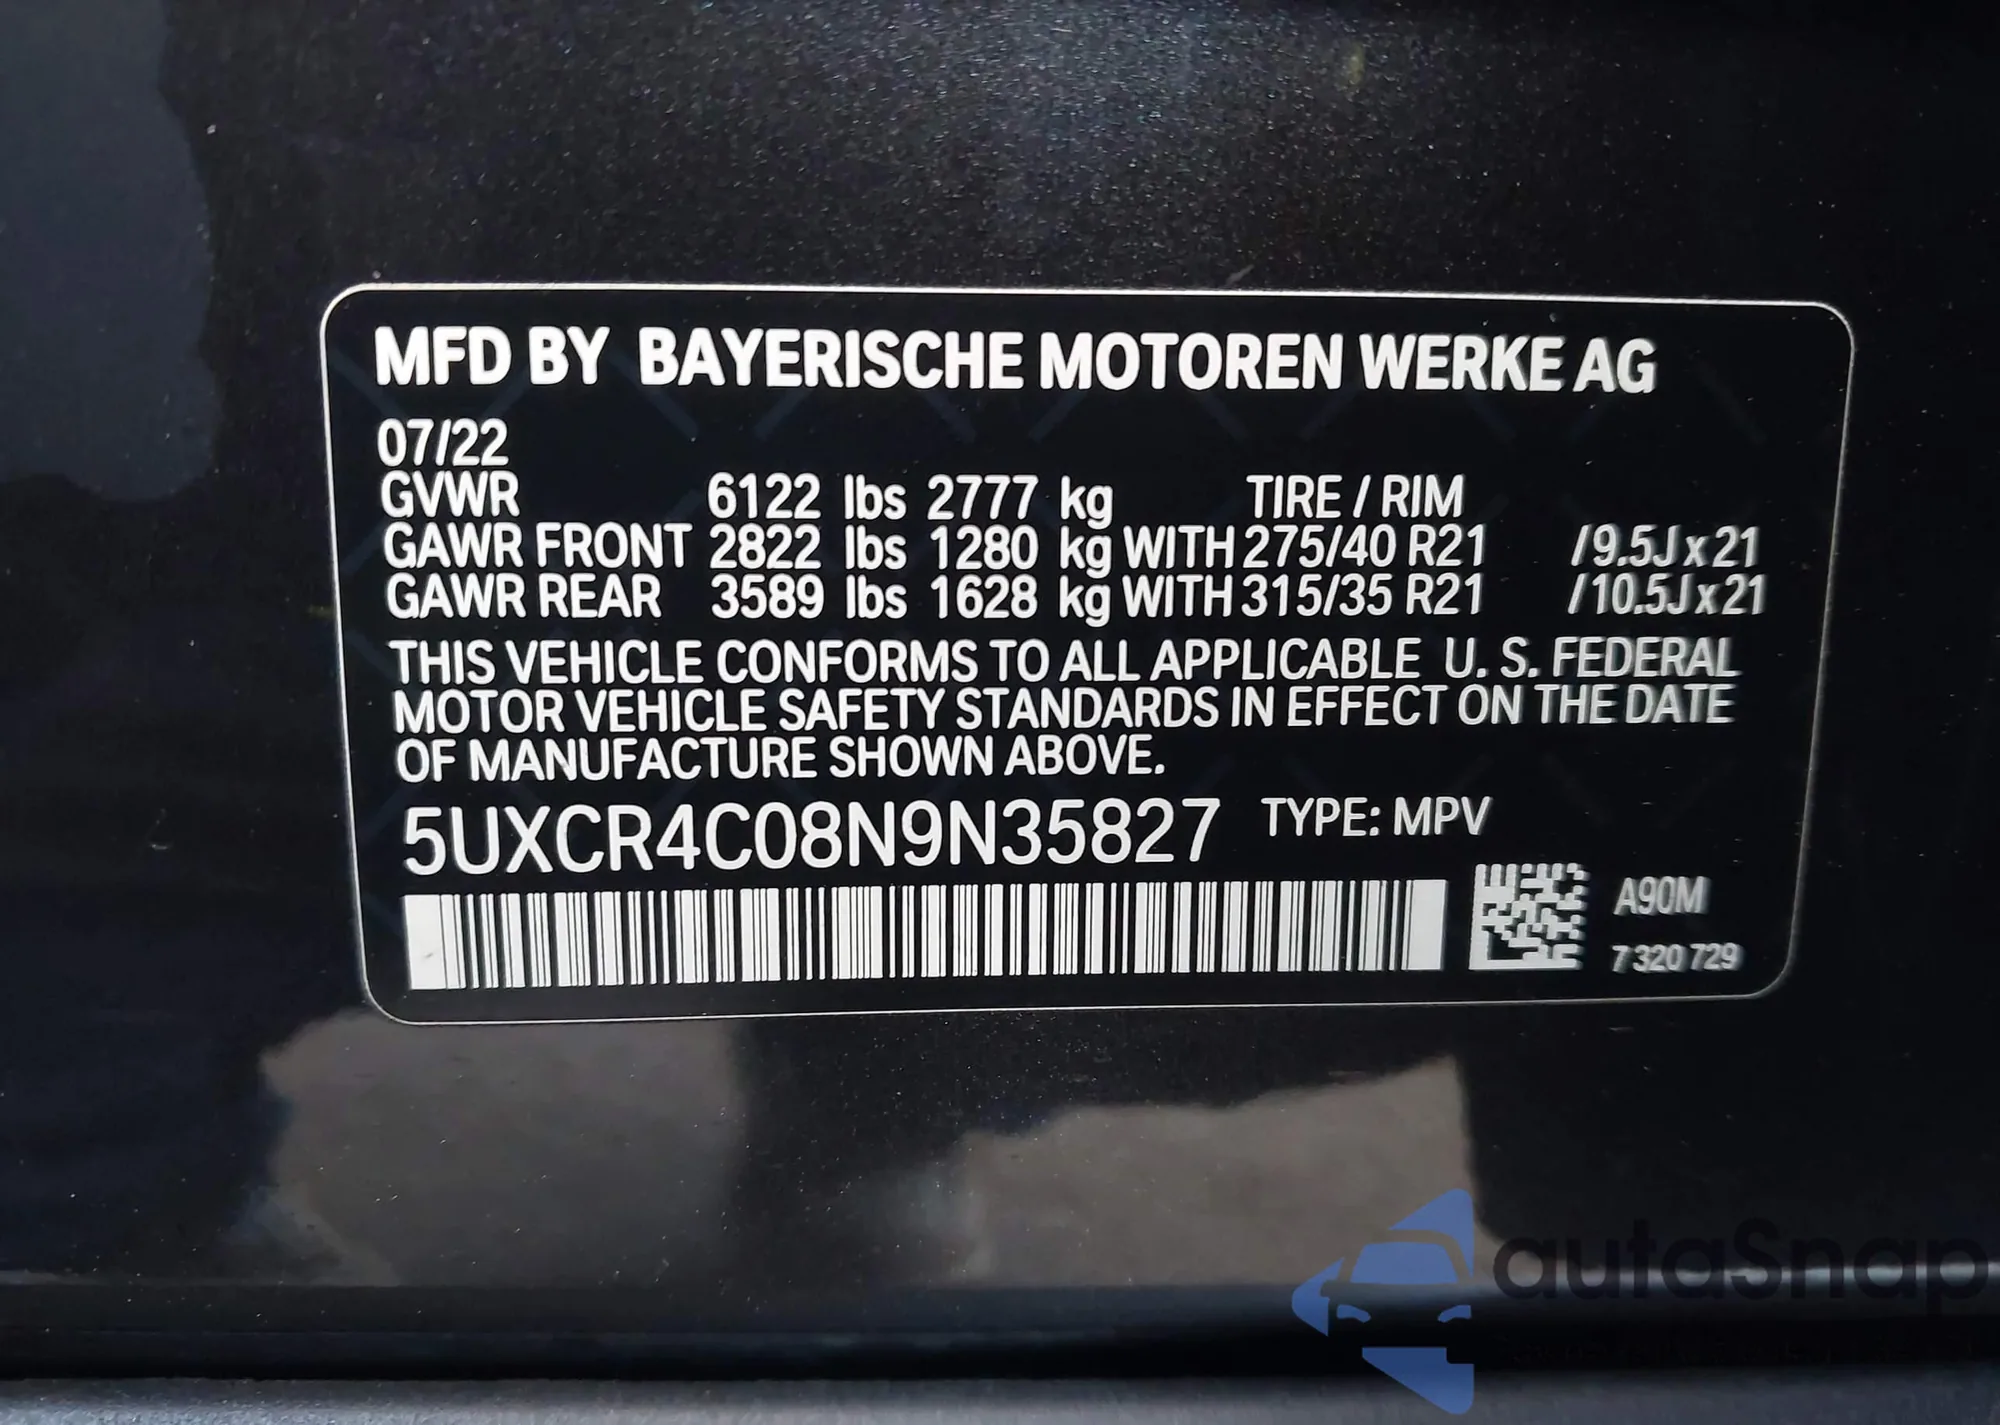 MFD BY BAYERISCHE MOTOREN WERKE AG
07/22
GVWR 6122 lbs 2777 kg TIRE / RIM
GAWR FRONT 2822 lbs 1280 kg WITH 275/40 R21 /9.5J x 21
GAWR REAR 3589 lbs 1628 kg WITH 315/35 R21 /10.5J x 21
THIS VEHICLE CONFORMS TO ALL APPLICABLE U. S. FEDERAL
MOTOR VEHICLE SAFETY STANDARDS IN EFFECT ON THE DATE
OF MANUFACTURE SHOWN ABOVE.
5UXCR4C08N9N35827 TYPE: MPV
A90M
7 320 729
autaSnap